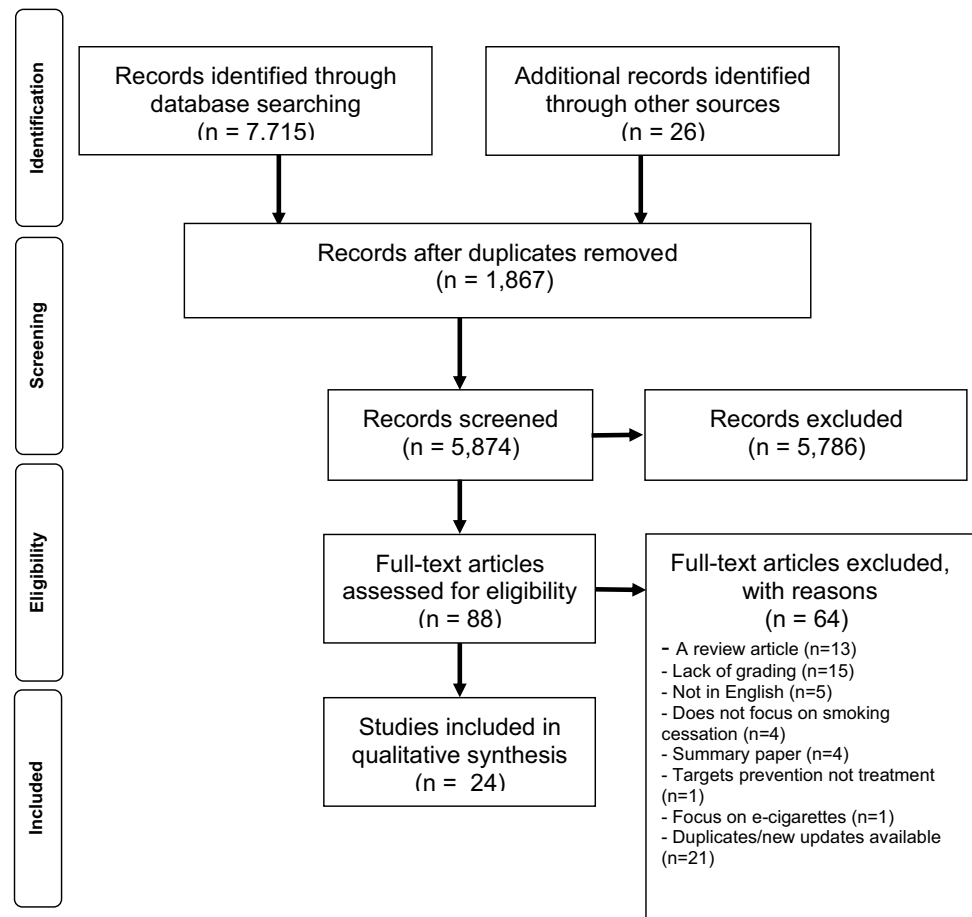 Identification
Records identified through
database searching
(n = 7,715)
Additional records identified
through other sources
(n = 26)
Screening
Records after duplicates removed
(n = 1,867)
Records screened
(n = 5,874)
Records excluded
(n = 5,786)
Eligibility
Full-text articles
assessed for eligibility
(n = 88)
Full-text articles excluded,
with reasons
(n = 64)
- A review article (n=13)
- Lack of grading (n=15)
- Not in English (n=5)
- Does not focus on smoking
cessation (n=4)
- Summary paper (n=4)
- Targets prevention not treatment
(n=1)
- Focus on e-cigarettes (n=1)
- Duplicates/new updates available
(n=21)
Included
Studies included in
qualitative synthesis
(n = 24)